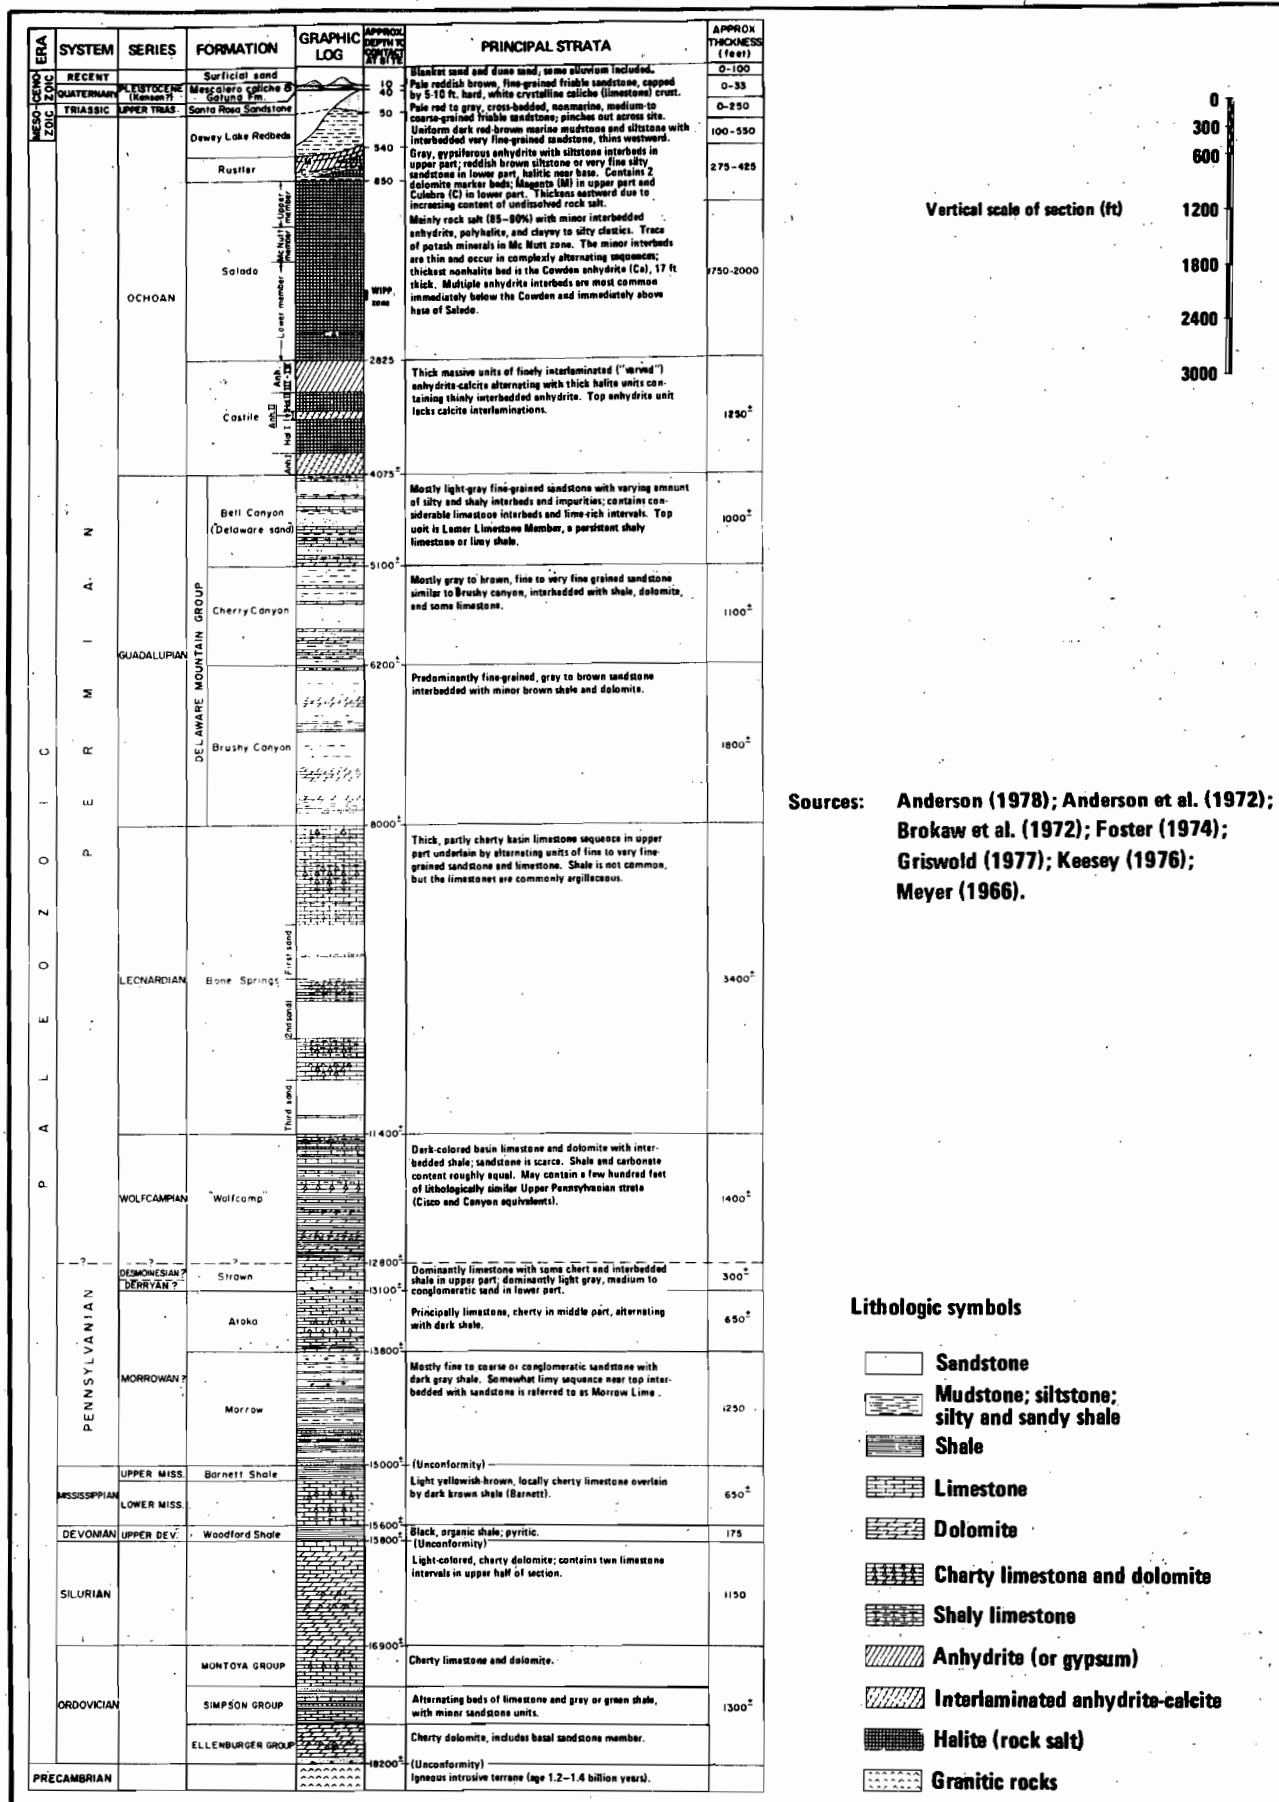 ERA
SYSTEM
SERIES
FORMATION
GRAPHIC
LOG
APPROX.
DEPTH TO
CONTACT
AT SITE
PRINCIPAL STRATA
APPROX
THICKNESS
(feet)
CENO-
ZOIC
RECENT
Surficial sand
Blanket sand and dune sand, some alluvium included.
0-100
QUATERNARY
PLEISTOCENE
(Kansan?)
Mescalero caliche &
Gatuna Fm.
10
40
Pale reddish brown, fine-grained friable sandstone, capped
by 5-10 ft. hard, white crystalline caliche (limestone) crust.
0-35
MESO-
ZOIC
TRIASSIC
UPPER TRIAS.
Santa Rosa Sandstone
50
Pale red to gray, cross-bedded, nonmarine, medium-to
coarse-grained friable sandstone; pinches out across site.
0-250
Dewey Lake Redbeds
540
Uniform dark red-brown marine mudstone and siltstone with
interbedded very fine-grained sandstone, thins westward.
100-550
Rustler
850
Gray, gypsiferous anhydrite with siltstone interbeds in
upper part; reddish brown siltstone or very fine silty
sandstone in lower part, halitic near base. Contains 2
dolomite marker beds; Magenta (M) in upper part and
Culebra (C) in lower part. Thickens eastward due to
increasing content of undissolved rock salt.
275-425
PALEOZOIC
PERMIAN
OCHOAN
Salado
Upper member
Mc Nutt member
Lower member
WIPP
zone
2825
Mainly rock salt (85-90%) with minor interbedded
anhydrite, polyhalite, and clayey to silty clastics. Trace
of potash minerals in Mc Nutt zone. The minor interbeds
are thin and occur in complexly alternating sequences;
thickest nonhalite bed is the Cowden anhydrite (Ca), 17 ft
thick. Multiple anhydrite interbeds are most common
immediately below the Cowden and immediately above
base of Salado.
1750-2000
Castile
Anh.
III-IV
Hal II
Anh II
Hal I
Anh I
4075±
Thick massive units of finely interlaminated ("varved")
anhydrite-calcite alternating with thick halite units con-
taining thinly interbedded anhydrite. Top anhydrite unit
lacks calcite interlaminations.
1250±
GUADALUPIAN
DELAWARE MOUNTAIN GROUP
Bell Canyon
(Delaware sand)
5100±
Mostly light-gray fine-grained sandstone with varying amount
of silty and shaly interbeds and impurities; contains con-
siderable limestone interbeds and lime-rich intervals. Top
unit is Lamar Limestone Member, a persistent shaly
limestone or limy shale.
1000±
Cherry Canyon
6200±
Mostly gray to brown, fine to very fine grained sandstone
similar to Brushy canyon, interbedded with shale, dolomite,
and some limestone.
1100±
Brushy Canyon
8000±
Predominantly fine-grained, gray to brown sandstone
interbedded with minor brown shale and dolomite.
1800±
LEONARDIAN
Bone Springs
First sand
2nd sand
Third sand
11400±
Thick, partly cherty basin limestone sequence in upper
part underlain by alternating units of fine to very fine-
grained sandstone and limestone. Shale is not common,
but the limestones are commonly argillaceous.
3400±
WOLFCAMPIAN
"Wolfcamp"
12800±
Dark-colored basin limestone and dolomite with inter-
bedded shale; sandstone is scarce. Shale and carbonate
content roughly equal. May contain a few hundred feet
of lithologically similar Upper Pennsylvanian strata
(Cisco and Canyon equivalents).
1400±
?
?
?
PENNSYLVANIAN
DESMOINESIAN ?
DERRYAN ?
Strawn
13100±
Dominantly limestone with some chert and interbedded
shale in upper part; dominantly light gray, medium to
conglomeratic sand in lower part.
300±
MORROWAN ?
Atoka
13800±
Principally limestone, cherty in middle part, alternating
with dark shale.
650±
Morrow
15000±
Mostly fine to coarse or conglomeratic sandstone with
dark gray shale. Somewhat limy sequence near top inter-
bedded with sandstone is referred to as Morrow Lime.
1250
(Unconformity)
MISSISSIPPIAN
UPPER MISS.
Barnett Shale
LOWER MISS.
15600±
Light yellowish-brown, locally cherty limestone overlain
by dark brown shale (Barnett).
650±
DEVONIAN
UPPER DEV.
Woodford Shale
15800±
Black, organic shale; pyritic.
175
(Unconformity)
SILURIAN
16900±
Light-colored, cherty dolomite; contains two limestone
intervals in upper half of section.
1150
ORDOVICIAN
MONTOYA GROUP
Cherty limestone and dolomite.
SIMPSON GROUP
Alternating beds of limestone and gray or green shale,
with minor sandstone units.
1300±
ELLENBURGER GROUP
Cherty dolomite, includes basal sandstone member.
18200±
(Unconformity)
PRECAMBRIAN
Igneous intrusive terrane (age 1.2-1.4 billion years).
Vertical scale of section (ft)
0
300
600
1200
1800
2400
3000
Sources: Anderson (1978); Anderson et al. (1972);
Brokaw et al. (1972); Foster (1974);
Griswold (1977); Keesey (1976);
Meyer (1966).
Lithologic symbols
Sandstone
Mudstone; siltstone;
silty and sandy shale
Shale
Limestone
Dolomite
Charty limestona and dolomite
Shaly limestone
Anhydrite (or gypsum)
Interlaminated anhydrite-calcite
Halite (rock salt)
Granitic rocks